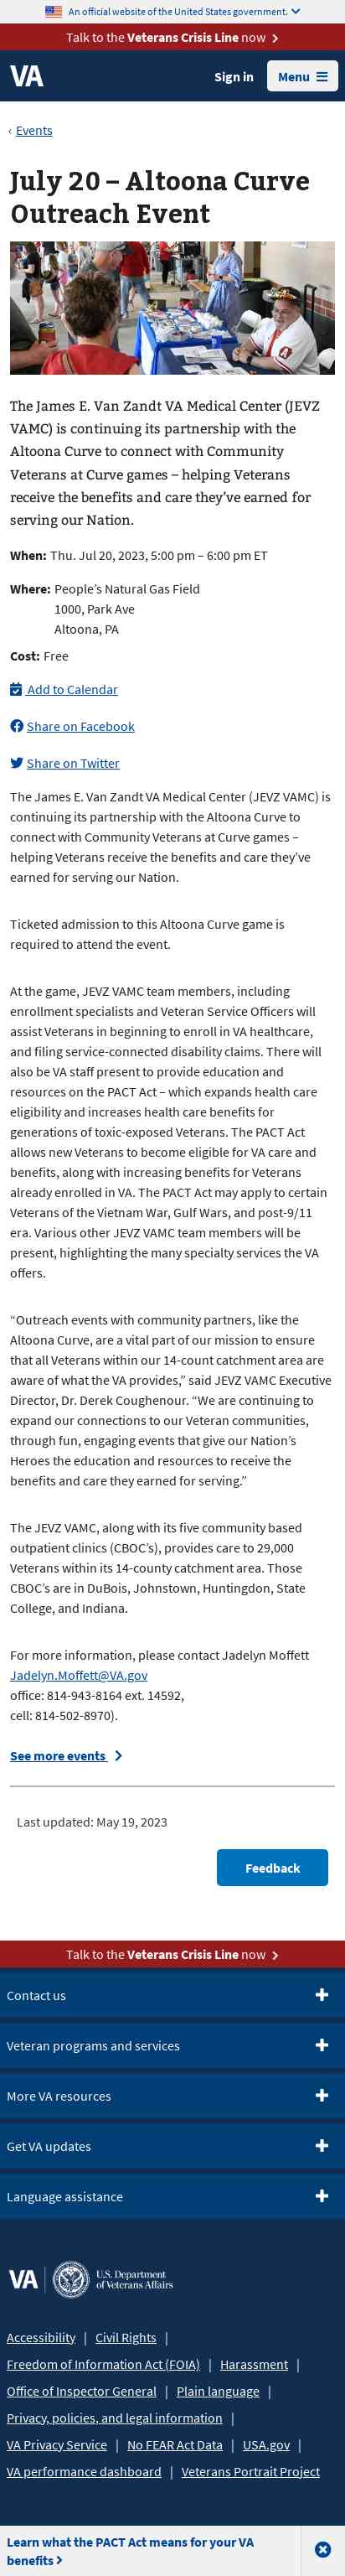 An official website of the United States government.
Talk to the Veterans Crisis Line now
VA
Sign in
Menu
‹ Events
July 20 – Altoona Curve
Outreach Event
The James E. Van Zandt VA Medical Center (JEVZ
VAMC) is continuing its partnership with the
Altoona Curve to connect with Community
Veterans at Curve games – helping Veterans
receive the benefits and care they’ve earned for
serving our Nation.
When: Thu. Jul 20, 2023, 5:00 pm – 6:00 pm ET
Where: People’s Natural Gas Field
1000, Park Ave
Altoona, PA
Cost: Free
Add to Calendar
Share on Facebook
Share on Twitter
The James E. Van Zandt VA Medical Center (JEVZ VAMC) is
continuing its partnership with the Altoona Curve to
connect with Community Veterans at Curve games –
helping Veterans receive the benefits and care they’ve
earned for serving our Nation.
Ticketed admission to this Altoona Curve game is
required to attend the event.
At the game, JEVZ VAMC team members, including
enrollment specialists and Veteran Service Officers will
assist Veterans in beginning to enroll in VA healthcare,
and filing service-connected disability claims. There will
also be VA staff present to provide education and
resources on the PACT Act – which expands health care
eligibility and increases health care benefits for
generations of toxic-exposed Veterans. The PACT Act
allows new Veterans to become eligible for VA care and
benefits, along with increasing benefits for Veterans
already enrolled in VA. The PACT Act may apply to certain
Veterans of the Vietnam War, Gulf Wars, and post-9/11
era. Various other JEVZ VAMC team members will be
present, highlighting the many specialty services the VA
offers.
“Outreach events with community partners, like the
Altoona Curve, are a vital part of our mission to ensure
that all Veterans within our 14-county catchment area are
aware of what the VA provides,” said JEVZ VAMC Executive
Director, Dr. Derek Coughenour. “We are continuing to
expand our connections to our Veteran communities,
through fun, engaging events that give our Nation’s
Heroes the education and resources to receive the
benefits and care they earned for serving.”
The JEVZ VAMC, along with its five community based
outpatient clinics (CBOC’s), provides care to 29,000
Veterans within its 14-county catchment area. Those
CBOC’s are in DuBois, Johnstown, Huntingdon, State
College, and Indiana.
For more information, please contact Jadelyn Moffett
Jadelyn.Moffett@VA.gov
office: 814-943-8164 ext. 14592,
cell: 814-502-8970).
See more events
Last updated: May 19, 2023
Feedback
Talk to the Veterans Crisis Line now
Contact us
Veteran programs and services
More VA resources
Get VA updates
Language assistance
VA | U.S. Department
of Veterans Affairs
Accessibility | Civil Rights |
Freedom of Information Act (FOIA) | Harassment |
Office of Inspector General | Plain language |
Privacy, policies, and legal information |
VA Privacy Service | No FEAR Act Data | USA.gov |
VA performance dashboard | Veterans Portrait Project
Learn what the PACT Act means for your VA
benefits